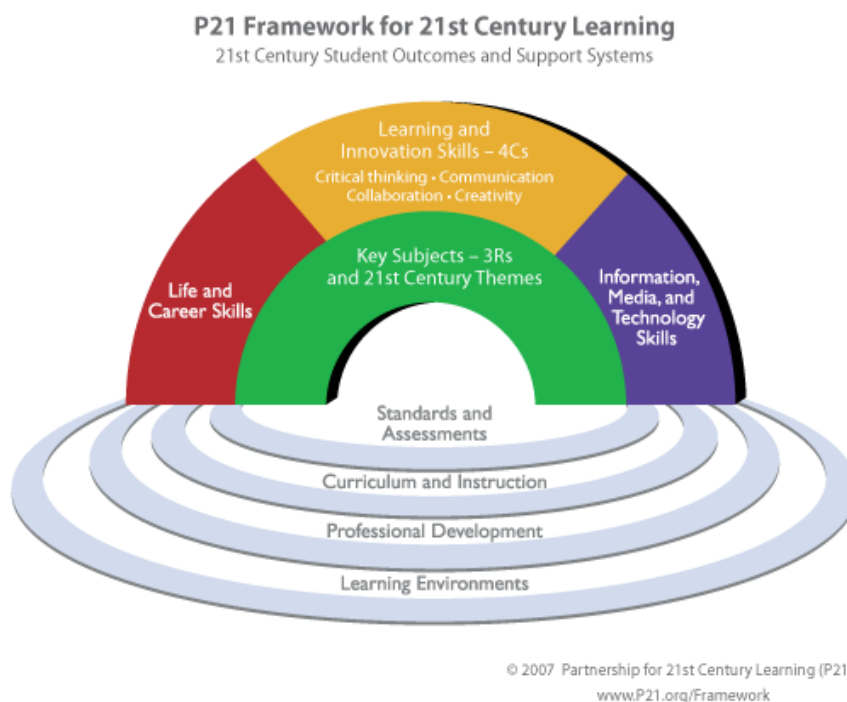 P21 Framework for 21st Century Learning
21st Century Student Outcomes and Support Systems
Learning and
Innovation Skills – 4Cs
Critical thinking • Communication
Collaboration • Creativity
Key Subjects – 3Rs
and 21st Century Themes
Life and
Career Skills
Information,
Media, and
Technology
Skills
Standards and
Assessments
Curriculum and Instruction
Professional Development
Learning Environments
© 2007 Partnership for 21st Century Learning (P21
www.P21.org/Framework